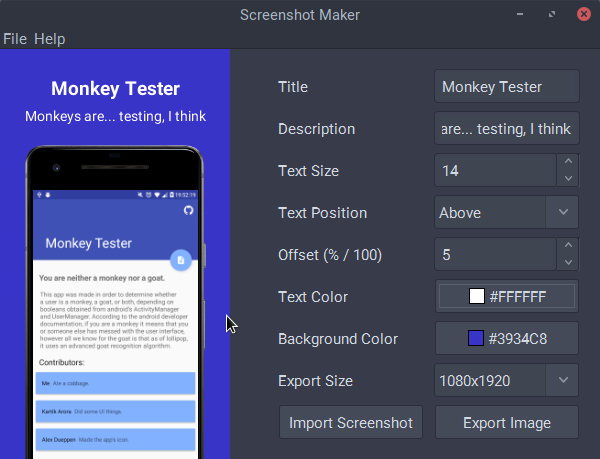 Screenshot Maker
File Help
Monkey Tester
Monkeys are... testing, I think
19:52:19
Monkey Tester
You are neither a monkey nor a goat.
This app was made in order to determine whether
a user is a monkey, a goat, or both, depending on
booleans obtained from android's ActivityManager
and UserManager. According to the android developer
documentation, if you are a monkey it means that you
or someone else has messed with the user interface,
however all we know for the goat is that as of lollipop,
it uses an advanced goat recognition algorithm.
Contributors:
Me Ate a cabbage.
Kartik Arora Did some UI things.
Alex Dueppen Made the app's icon.
Title
Monkey Tester
Description
are... testing, I think
Text Size
14
Text Position
Above
Offset (% / 100)
5
Text Color
#FFFFFF
Background Color
#3934C8
Export Size
1080x1920
Import Screenshot
Export Image